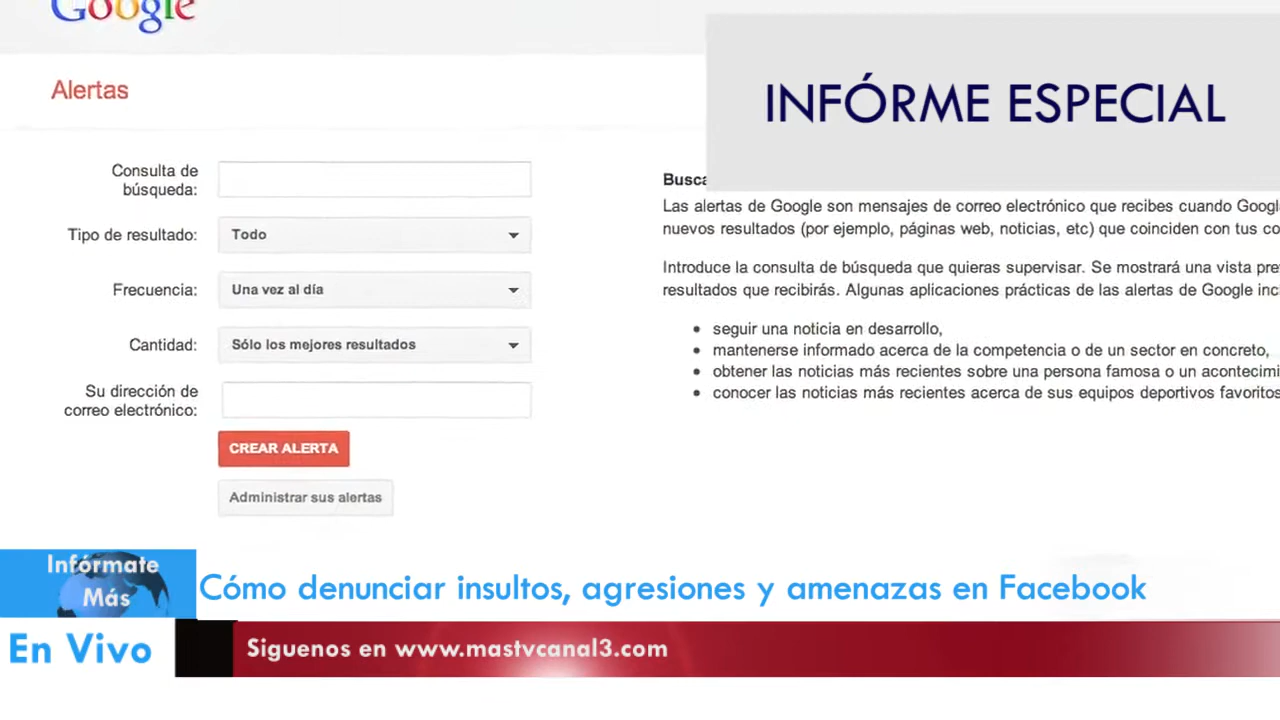 Google
INFÓRME ESPECIAL
Alertas
Consulta de
búsqueda:
Tipo de resultado:
Todo
Frecuencia:
Una vez al día
Cantidad:
Sólo los mejores resultados
Su dirección de
correo electrónico:
CREAR ALERTA
Administrar sus alertas
Las alertas de Google son mensajes de correo electrónico que recibes cuando Googl
nuevos resultados (por ejemplo, páginas web, noticias, etc) que coinciden con tus co
Introduce la consulta de búsqueda que quieras supervisar. Se mostrará una vista pre
resultados que recibirás. Algunas aplicaciones prácticas de las alertas de Google inc
• seguir una noticia en desarrollo,
• mantenerse informado acerca de la competencia o de un sector en concreto,
• obtener las noticias más recientes sobre una persona famosa o un acontecimi
• conocer las noticias más recientes acerca de sus equipos deportivos favoritos
Infórmate
Más
Cómo denunciar insultos, agresiones y amenazas en Facebook
En Vivo
Siguenos en www.mastvcanal3.com